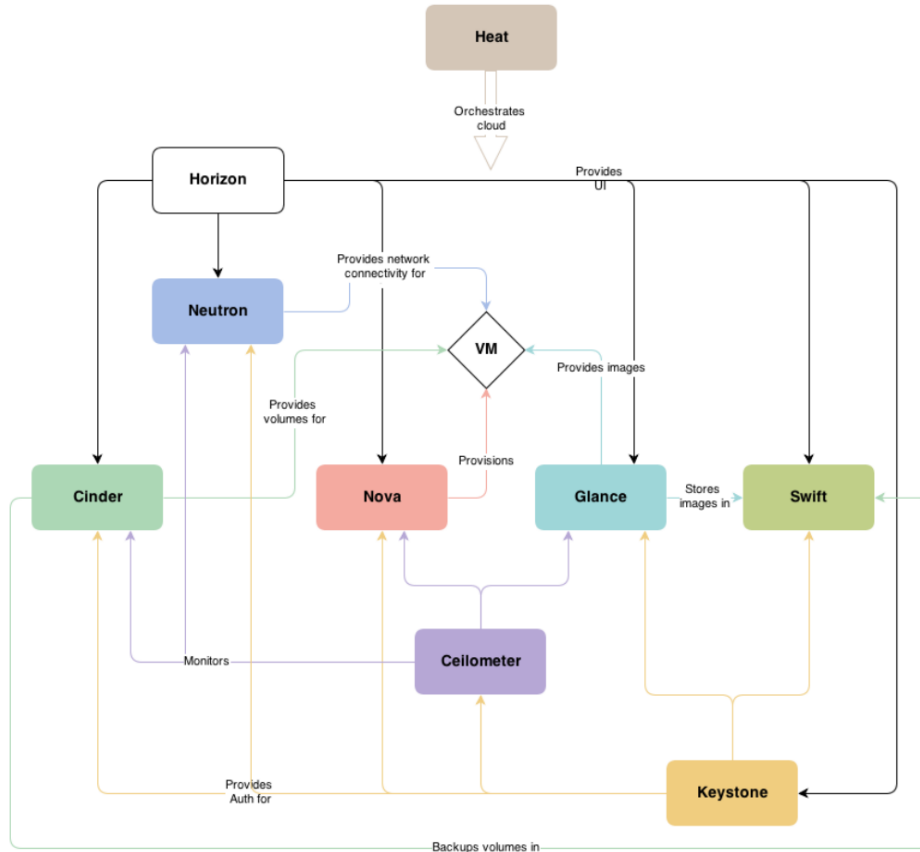 Heat
Orchestrates
cloud
Horizon
Provides
UI
Provides network
connectivity for
Neutron
VM
Provides images
Provides
volumes for
Provisions
Cinder
Nova
Glance
Stores
images in
Swift
Ceilometer
Monitors
Provides
Auth for
Keystone
Backups volumes in